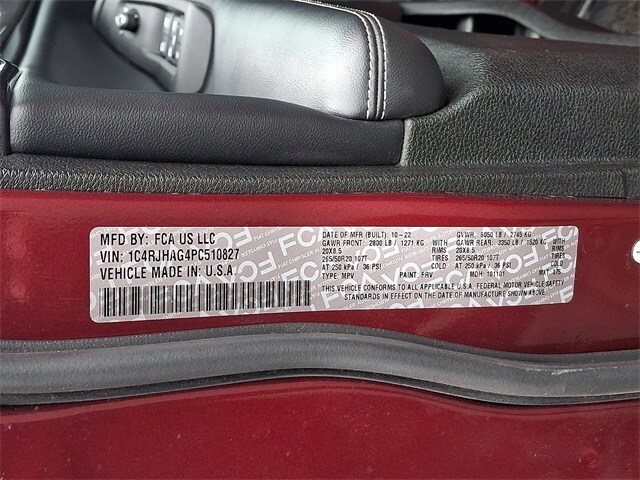 MFD BY: FCA US LLC
VIN: 1C4RJHAG4PC510827
VEHICLE MADE IN U.S.A.
DATE OF MFR (BUILT): 10-22 GVWR: 6050 LB / 2745 KG
GAWR FRONT: 2800 LB / 1271 KG GAWR REAR: 3350 LB / 1520 KG
20X8.5 RIMS 20X8.5 RIMS
265/50R20 107T TIRES 265/50R20 107T TIRES
AT 250 kPa / 36 PSI AT 250 kPa / 36 PSI
TYPE: MPV PAINT: FRV MDH: 101101
THIS VEHICLE CONFORMS TO ALL APPLICABLE U.S.A. FEDERAL MOTOR VEHICLE SAFETY
STANDARDS IN EFFECT ON THE DATE OF MANUFACTURE SHOWN ABOVE.